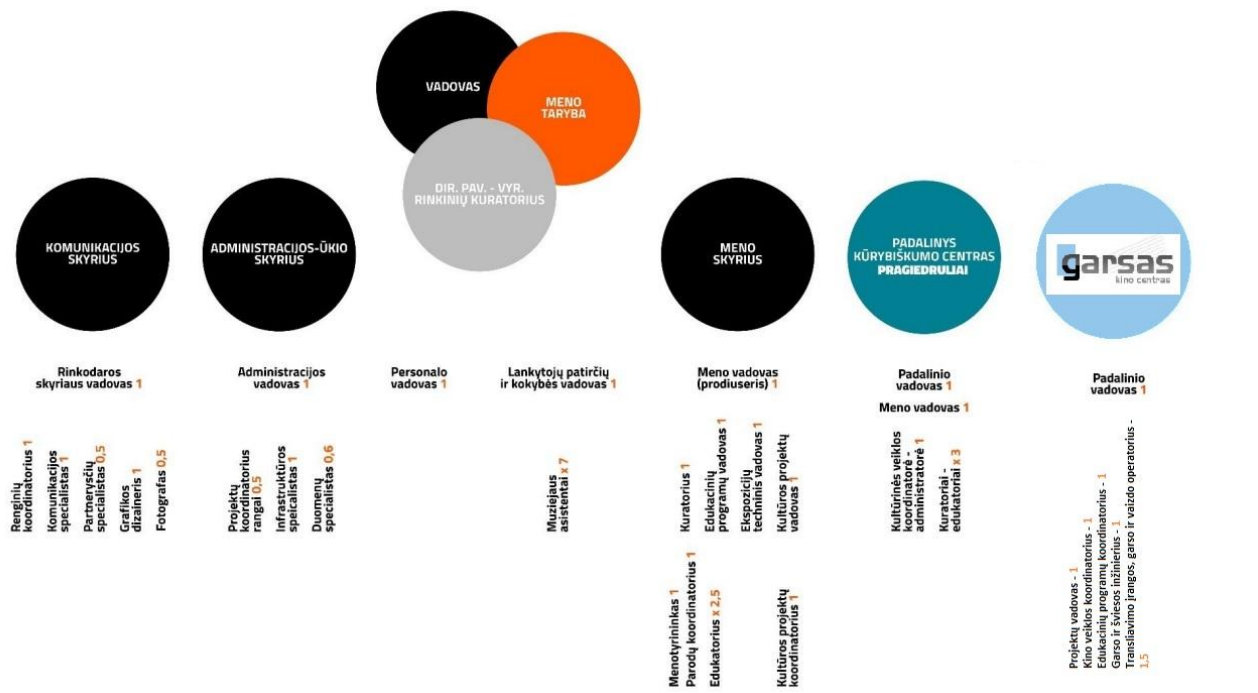 VADOVAS
MENO
TARYBA
DIR. PAV. - VYR.
RINKINIŲ KURATORIUS
KOMUNIKACIJOS
SKYRIUS
ADMINISTRACIJOS-ŪKIO
SKYRIUS
MENO
SKYRIUS
PADALINYS
KŪRYBIŠKUMO CENTRAS
PRAGIEDRULIAI
garsas
kino centras
Rinkodaros
skyriaus vadovas 1
Administracijos
vadovas 1
Personalo
vadovas 1
Lankytojų patirčių
ir kokybės vadovas 1
Meno vadovas
(prodiuseris) 1
Padalinio
vadovas 1
Meno vadovas 1
Padalinio
vadovas 1
Renginių
koordinatorius 1
Komunikacijos
specialistas 1
Partnerysčių
specialistas 0,5
Grafikos
dizaineris 1
Fotografas 0,5
Projektų
koordinatorius
rangai 0,5
Infrastruktūros
speicalistas 1
Duomenų
specialistas 0,6
Muziejaus
asistentai x 7
Kuratorius 1
Edukacinių
programų vadovas 1
Ekspozicijų
techninis vadovas 1
Kultūros projektų
vadovas 1
Menotyrininkas 1
Parodų koordinatorius 1
Edukatorius x 2,5
Kultūros projektų
koordinatorius 1
Kultūrinės veiklos
koordinatorė -
administratorė 1
Kuratoriai -
edukatoriai x 3
Projektų vadovas - 1
Kino veiklos koordinatorius - 1
Edukacinių programų koordinatorius - 1
Garso ir šviesos inžinierius - 1
Transliavimo įrangos, garso ir vaizdo operatorius -
1,5